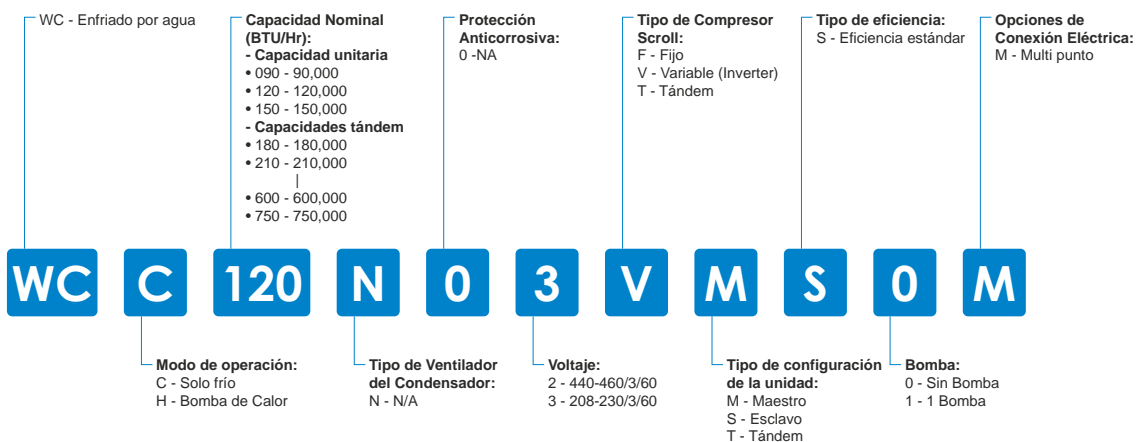 WC - Enfriado por agua
Capacidad Nominal
(BTU/Hr):
- Capacidad unitaria
• 090 - 90,000
• 120 - 120,000
• 150 - 150,000
- Capacidades tándem
• 180 - 180,000
• 210 - 210,000
|
• 600 - 600,000
• 750 - 750,000
Protección
Anticorrosiva:
0 -NA
Tipo de Compresor
Scroll:
F - Fijo
V - Variable (Inverter)
T - Tándem
Tipo de eficiencia:
S - Eficiencia estándar
Opciones de
Conexión Eléctrica:
M - Multi punto
WC C 120 N 0 3 V M S 0 M
Modo de operación:
C - Solo frío
H - Bomba de Calor
Tipo de Ventilador
del Condensador:
N - N/A
Voltaje:
2 - 440-460/3/60
3 - 208-230/3/60
Tipo de configuración
de la unidad:
M - Maestro
S - Esclavo
T - Tándem
Bomba:
0 - Sin Bomba
1 - 1 Bomba